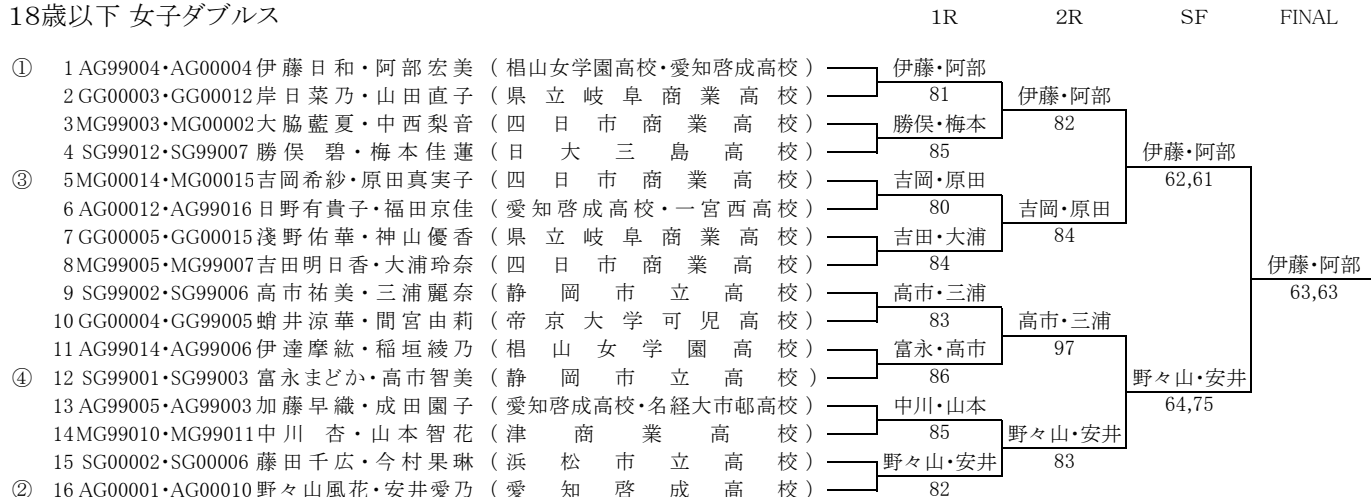 18歳以下 女子ダブルス 1R 2R SF FINAL
① 1 AG99004・AG00004 伊藤日和・阿部宏美 (椙山女学園高校・愛知啓成高校) 伊藤・阿部
2 GG00003・GG00012 岸日菜乃・山田直子 (県立岐阜商業高校) 81 伊藤・阿部
3 MG99003・MG00002 大脇藍夏・中西梨音 (四日市商業高校) 勝俣・梅本 82
4 SG99012・SG99007 勝俣 碧・梅本佳蓮 (日大三島高校) 85 伊藤・阿部
③ 5 MG00014・MG00015 吉岡希紗・原田真実子 (四日市商業高校) 吉岡・原田 62,61
6 AG00012・AG99016 日野有貴子・福田京佳 (愛知啓成高校・一宮西高校) 80 吉岡・原田
7 GG00005・GG00015 淺野佑華・神山優香 (県立岐阜商業高校) 吉田・大浦 84
8 MG99005・MG99007 吉田明日香・大浦玲奈 (四日市商業高校) 84 伊藤・阿部
9 SG99002・SG99006 高市祐美・三浦麗奈 (静岡市立高校) 高市・三浦 63,63
10 GG00004・GG99005 蛸井涼華・間宮由莉 (帝京大学可児高校) 83 高市・三浦
11 AG99014・AG99006 伊達摩紘・稲垣綾乃 (椙山女学園高校) 富永・高市 97
④ 12 SG99001・SG99003 富永まどか・高市智美 (静岡市立高校) 86 野々山・安井
13 AG99005・AG99003 加藤早織・成田園子 (愛知啓成高校・名経大市邨高校) 中川・山本 64,75
14 MG99010・MG99011 中川 杏・山本智花 (津商業高校) 85 野々山・安井
15 SG00002・SG00006 藤田千広・今村果琳 (浜松市立高校) 野々山・安井 83
② 16 AG00001・AG00010 野々山風花・安井愛乃 (愛知啓成高校) 82